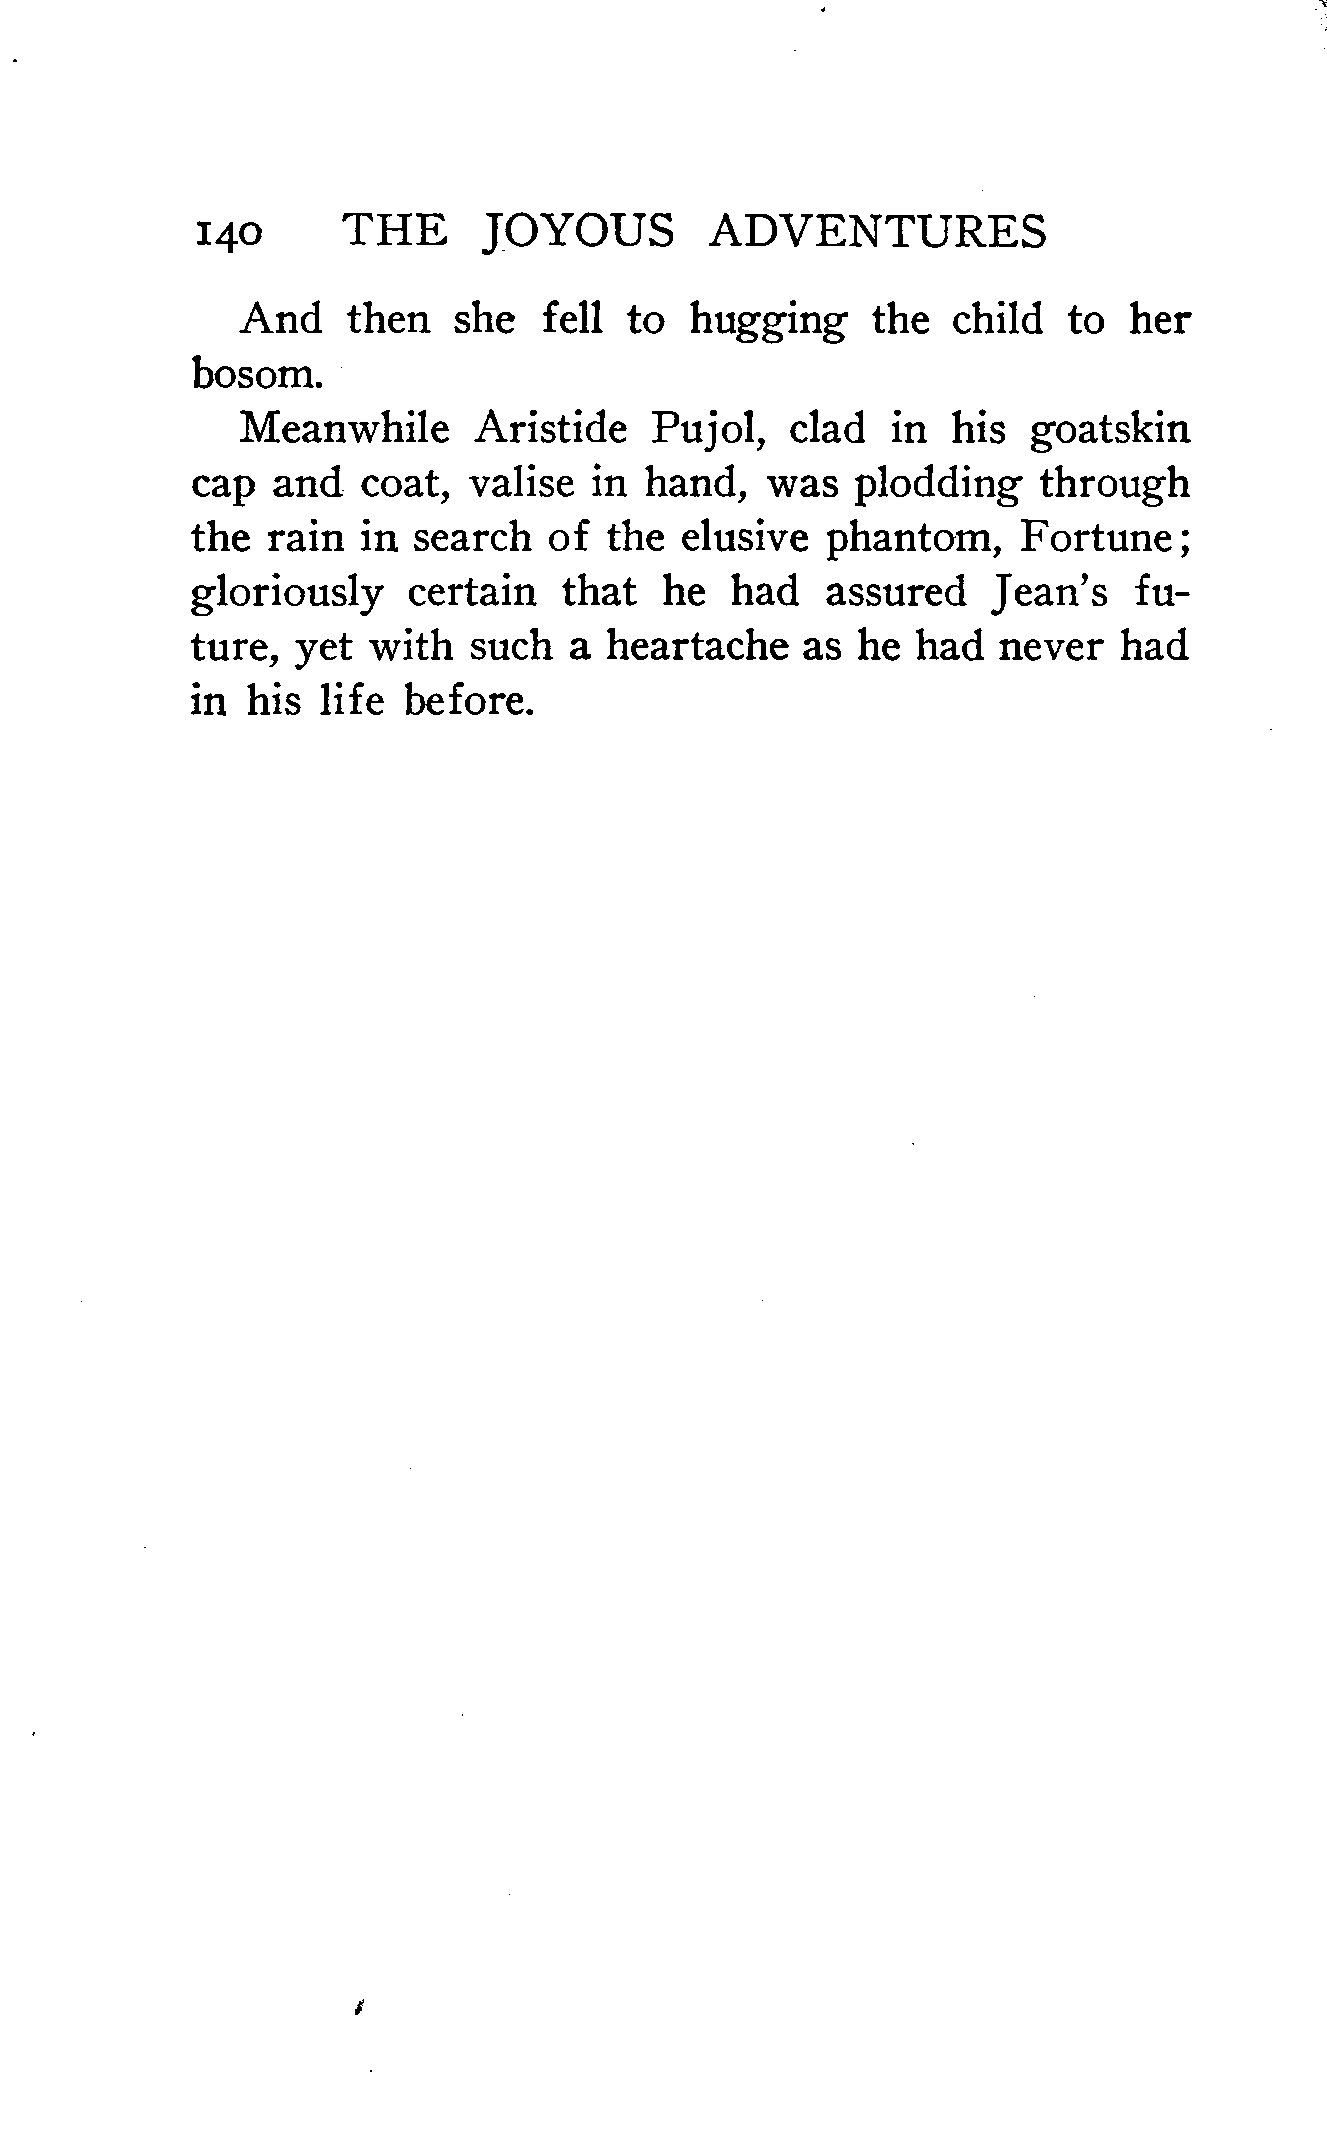 140 THE JOYOUS ADVENTURES
And then she fell to hugging the child to her
bosom.
Meanwhile Aristide Pujol, clad in his goatskin
cap and coat, valise in hand, was plodding through
the rain in search of the elusive phantom, Fortune;
gloriously certain that he had assured Jean's fu-
ture, yet with such a heartache as he had never had
in his life before.